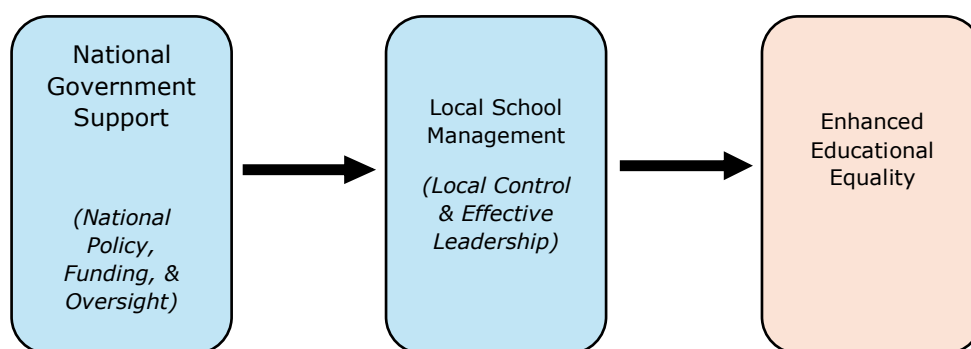 National
Government
Support
(National
Policy,
Funding, &
Oversight)
Local School
Management
(Local Control
& Effective
Leadership)
Enhanced
Educational
Equality